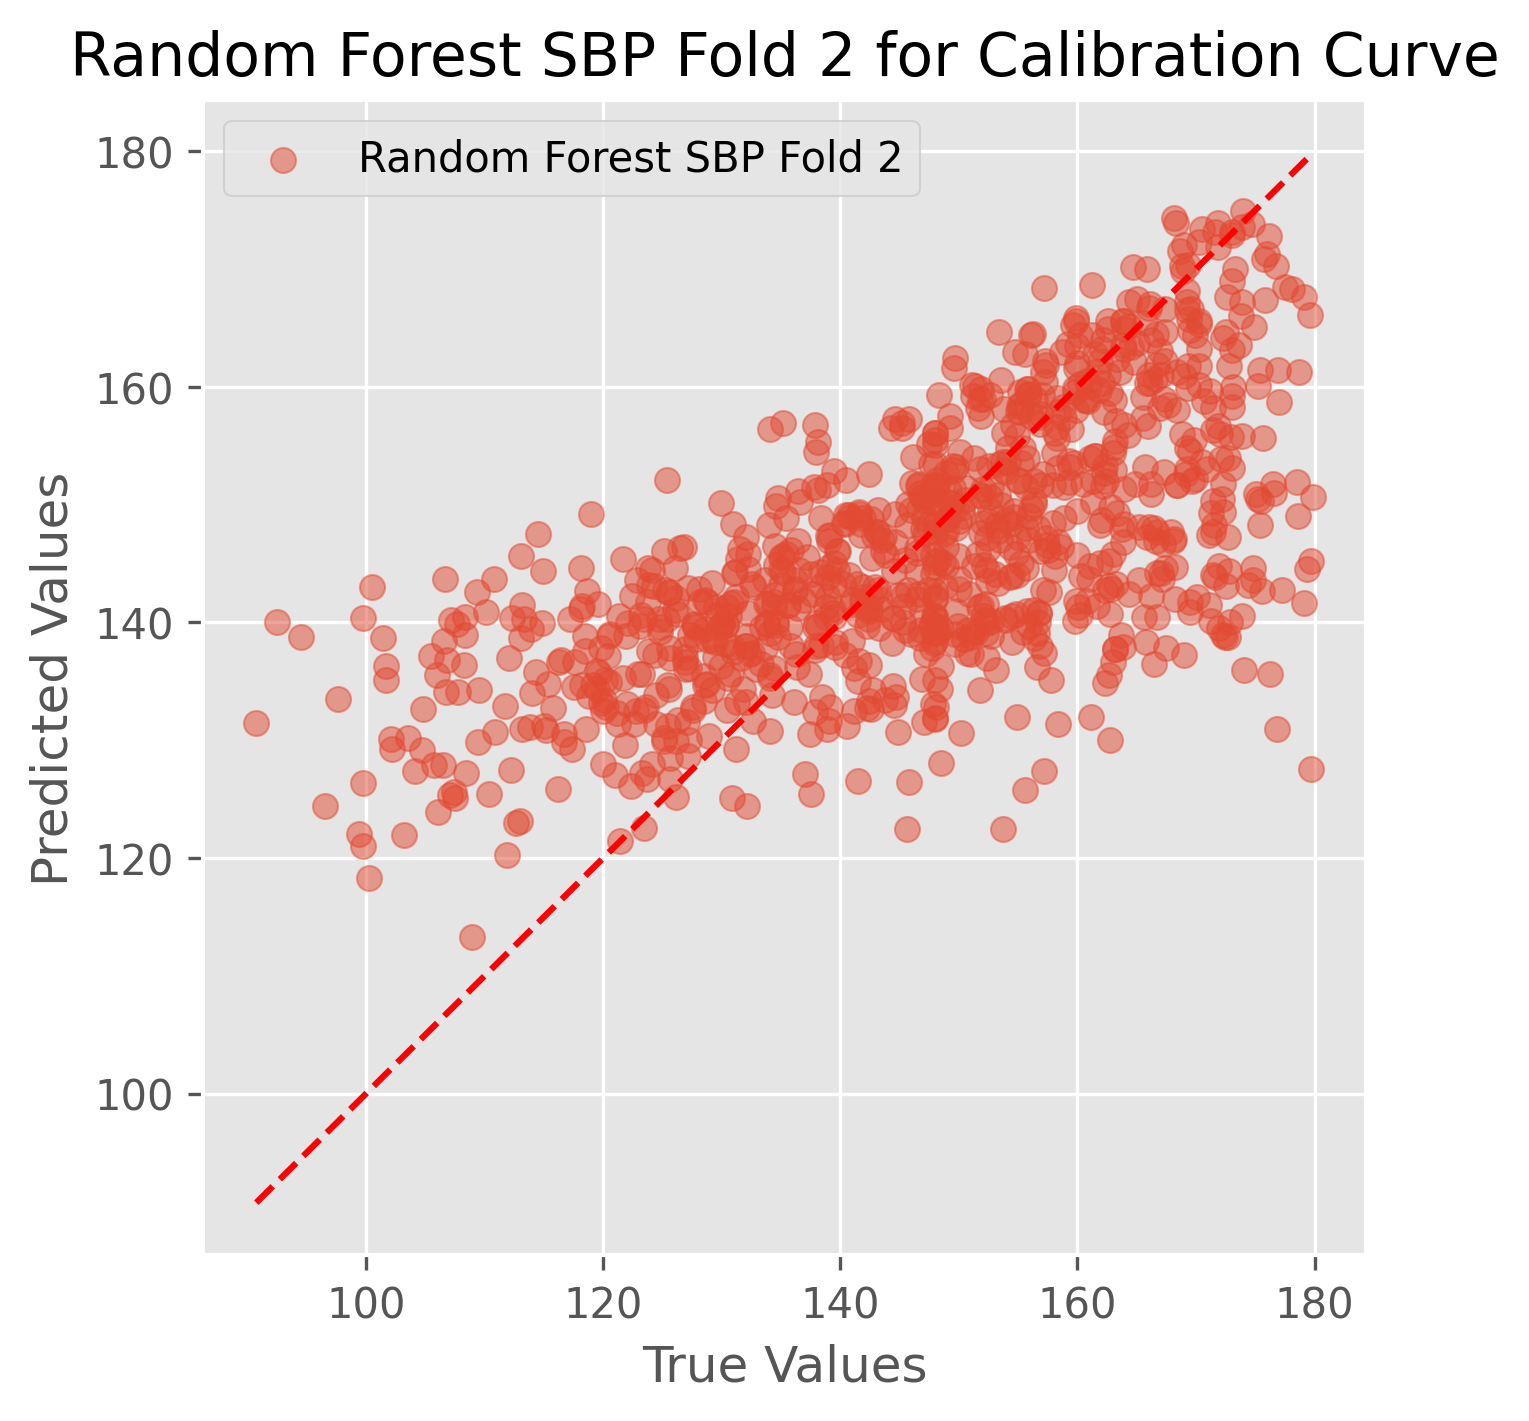 Random Forest SBP Fold 2 for Calibration Curve
Random Forest SBP Fold 2
180
160
140
120
100
Predicted Values
100 120 140 160 180
True Values